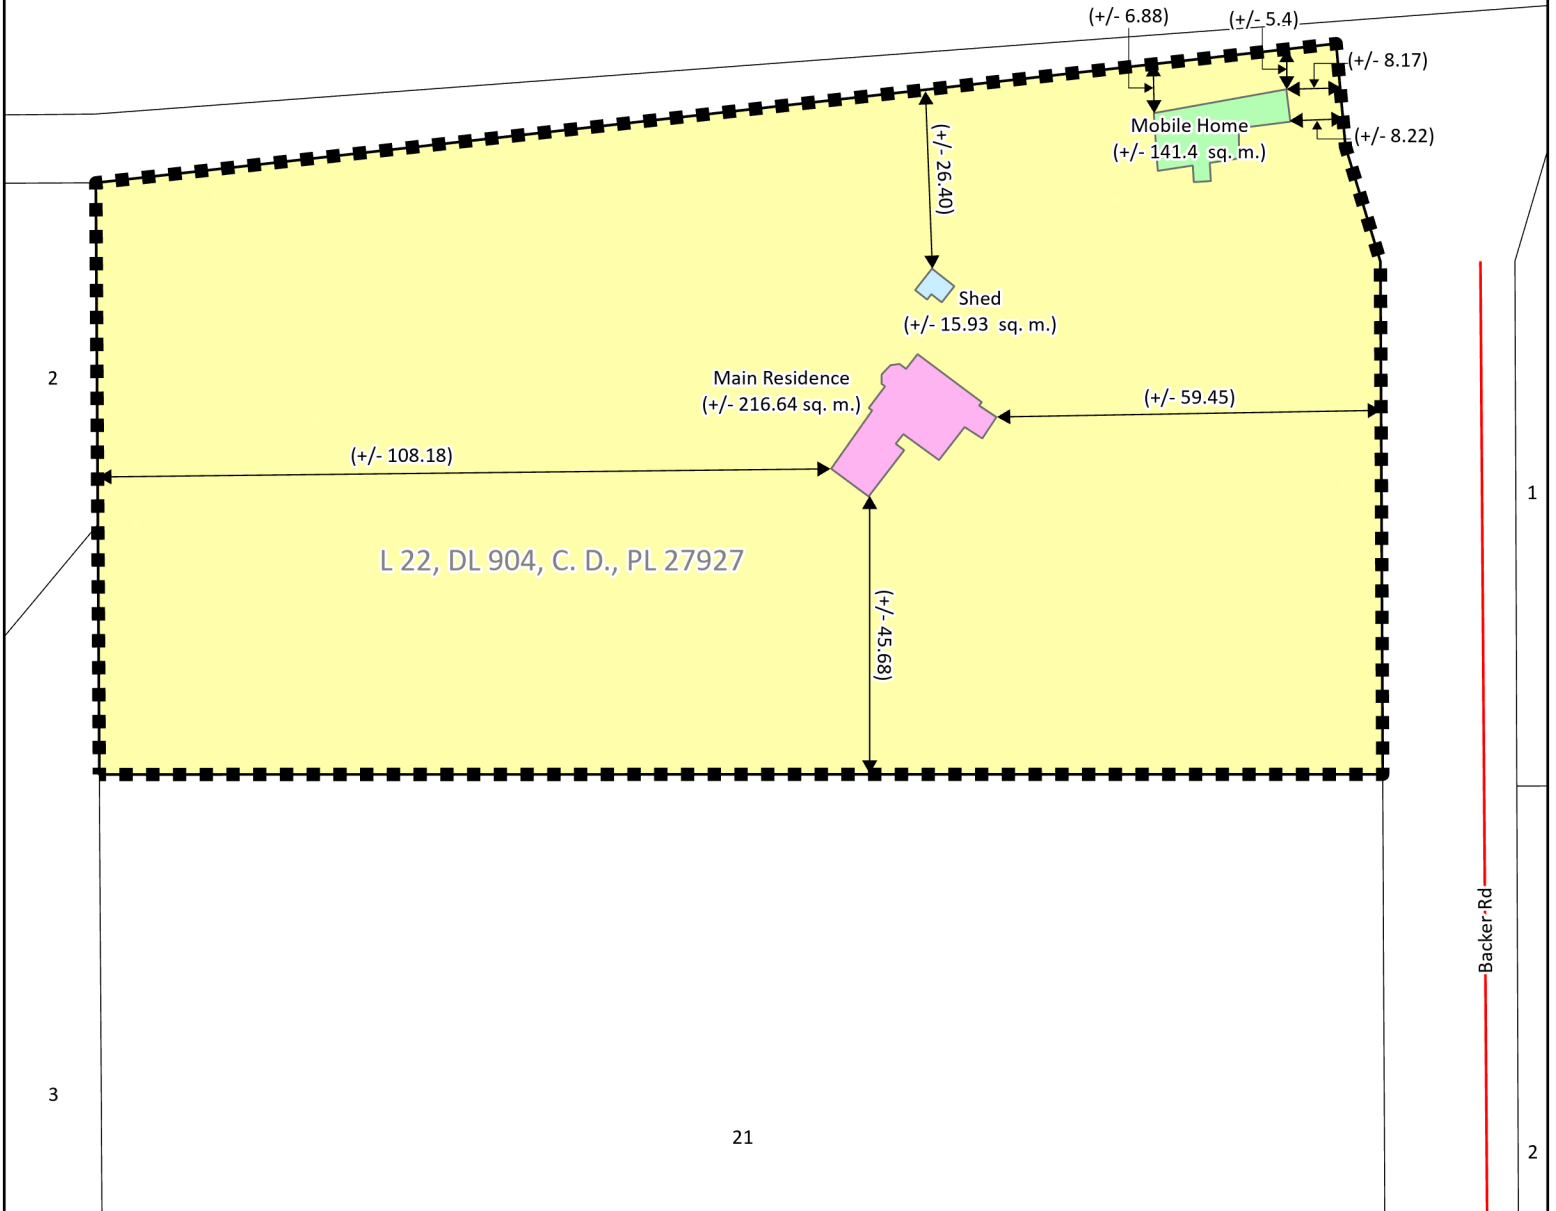 (+/- 6.88)
(+/- 5.4)
(+/- 8.17)
Mobile Home
(+/- 141.4  sq. m.)
(+/- 8.22)
(+/- 26.40)
Shed
(+/- 15.93  sq. m.)
2
Main Residence
(+/- 216.64 sq. m.)
(+/- 59.45)
(+/- 108.18)
1
L 22, DL 904, C. D., PL 27927
(+/- 45.68)
Backer Rd
3
21
2